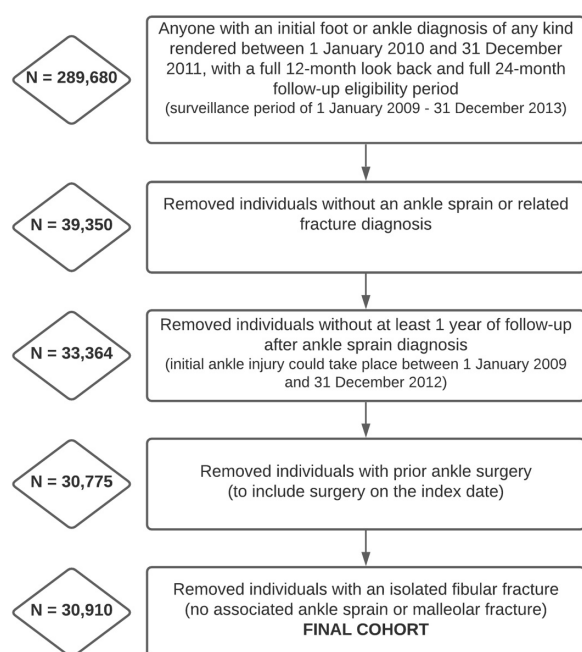 N = 289,680
Anyone with an initial foot or ankle diagnosis of any kind
rendered between 1 January 2010 and 31 December
2011, with a full 12-month look back and full 24-month
follow-up eligibility period
(surveillance period of 1 January 2009 - 31 December 2013)
N = 39,350
Removed individuals without an ankle sprain or related
fracture diagnosis
N = 33,364
Removed individuals without at least 1 year of follow-up
after ankle sprain diagnosis
(initial ankle injury could take place between 1 January 2009
and 31 December 2012)
N = 30,775
Removed individuals with prior ankle surgery
(to include surgery on the index date)
N = 30,910
Removed individuals with an isolated fibular fracture
(no associated ankle sprain or malleolar fracture)
FINAL COHORT